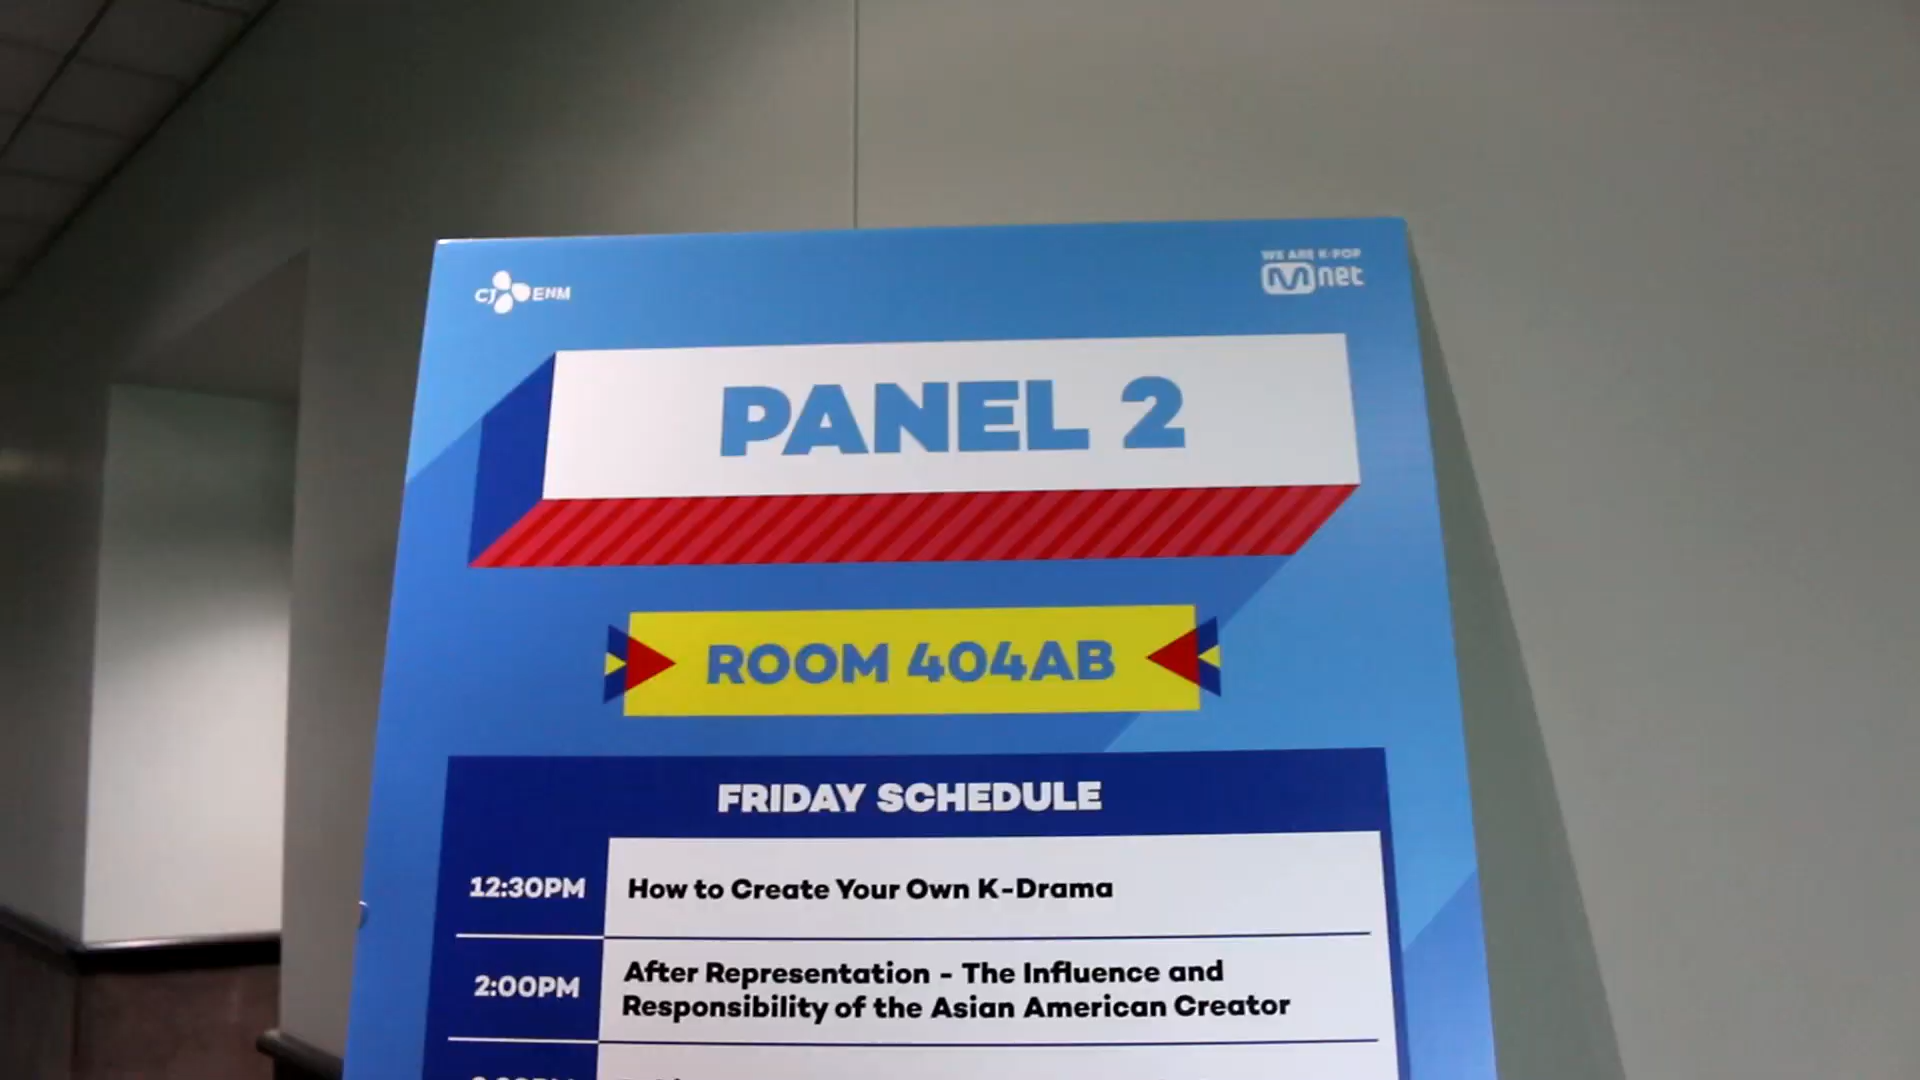 CJ ENM
WE ARE K-POP
Mnet
PANEL 2
ROOM 404AB
FRIDAY SCHEDULE
12:30PM
How to Create Your Own K-Drama
2:00PM
After Representation - The Influence and
Responsibility of the Asian American Creator